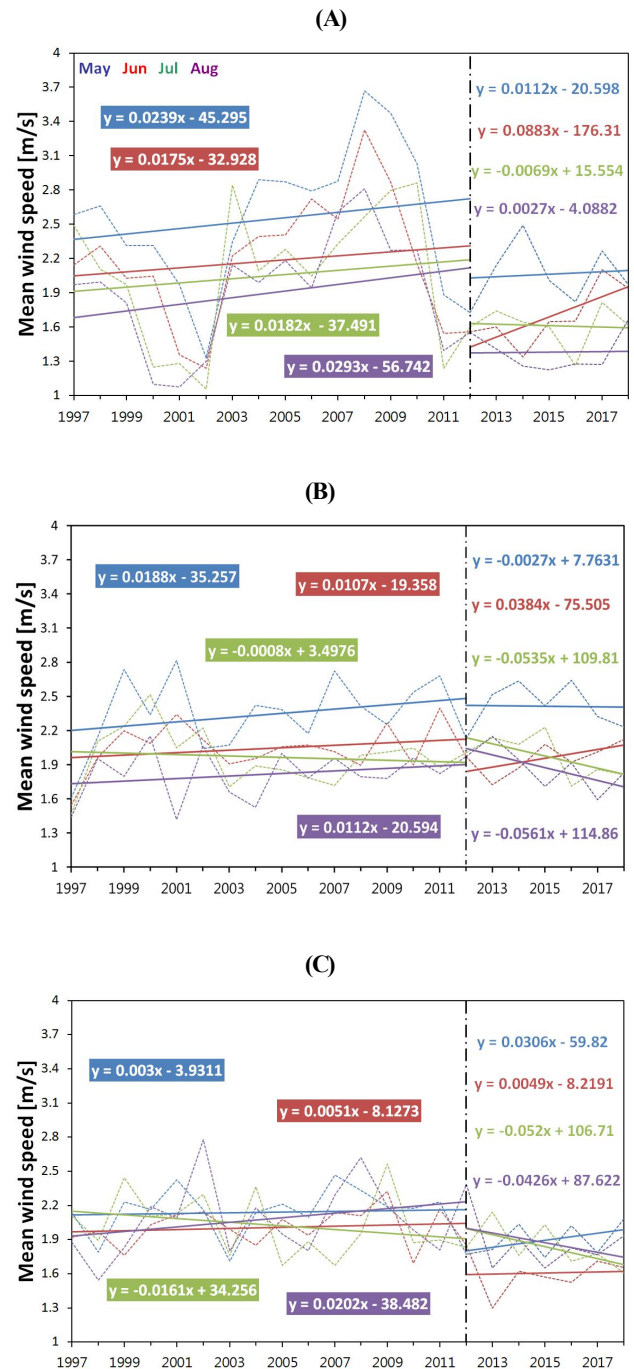 (A)
Mean wind speed [m/s]
4
3.7
3.4
3.1
2.8
2.5
2.2
1.9
1.6
1.3
1
May Jun Jul Aug
y = 0.0239x - 45.295
y = 0.0175x - 32.928
y = 0.0182x - 37.491
y = 0.0293x - 56.742
y = 0.0112x - 20.598
y = 0.0883x - 176.31
y = -0.0069x + 15.554
y = 0.0027x - 4.0882
1997 1999 2001 2003 2005 2007 2009 2011 2013 2015 2017
(B)
Mean wind speed [m/s]
4
3.7
3.4
3.1
2.8
2.5
2.2
1.9
1.6
1.3
1
y = 0.0188x - 35.257
y = 0.0107x - 19.358
y = -0.0008x + 3.4976
y = 0.0112x - 20.594
y = -0.0027x + 7.7631
y = 0.0384x - 75.505
y = -0.0535x + 109.81
y = -0.0561x + 114.86
1997 1999 2001 2003 2005 2007 2009 2011 2013 2015 2017
(C)
Mean wind speed [m/s]
4
3.7
3.4
3.1
2.8
2.5
2.2
1.9
1.6
1.3
1
y = 0.003x - 3.9311
y = 0.0051x - 8.1273
y = -0.0161x + 34.256
y = 0.0202x - 38.482
y = 0.0306x - 59.82
y = 0.0049x - 8.2191
y = -0.052x + 106.71
y = -0.0426x + 87.622
1997 1999 2001 2003 2005 2007 2009 2011 2013 2015 2017